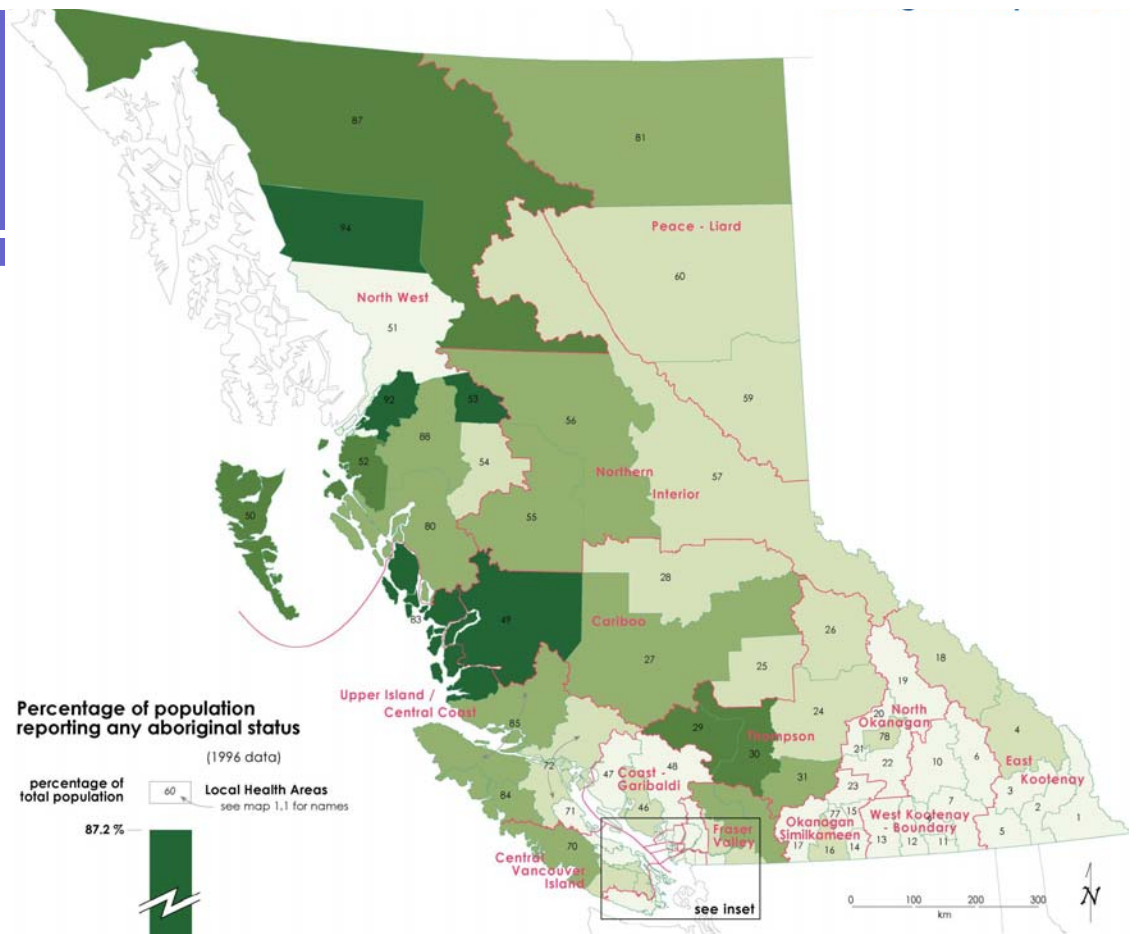 87
81
94
Peace - Liard
60
North West
51
92
53
56
59
88
52
54
Northern
57
Interior
50
55
80
28
49
83
Cariboo
26
27
25
18
19
Upper Island /
Central Coast
85
29
24
20
North
Okanagan
78
Thompson
30
4
21
72
47
48
Coast -
Garibaldi
22
10
6
East
Kootenay
31
3
84
46
71
23
7
2
1
77
15
Okanagan
Similkameen
West Kootenay
- Boundary
5
70
Fraser
Valley
17
16
14
13
12
11
Central
Vancouver
Island
see inset
Percentage of population
reporting any aboriginal status
(1996 data)
percentage of
total population
60
Local Health Areas
see map 1.1 for names
87.2 %
0
100
200
300
km
N